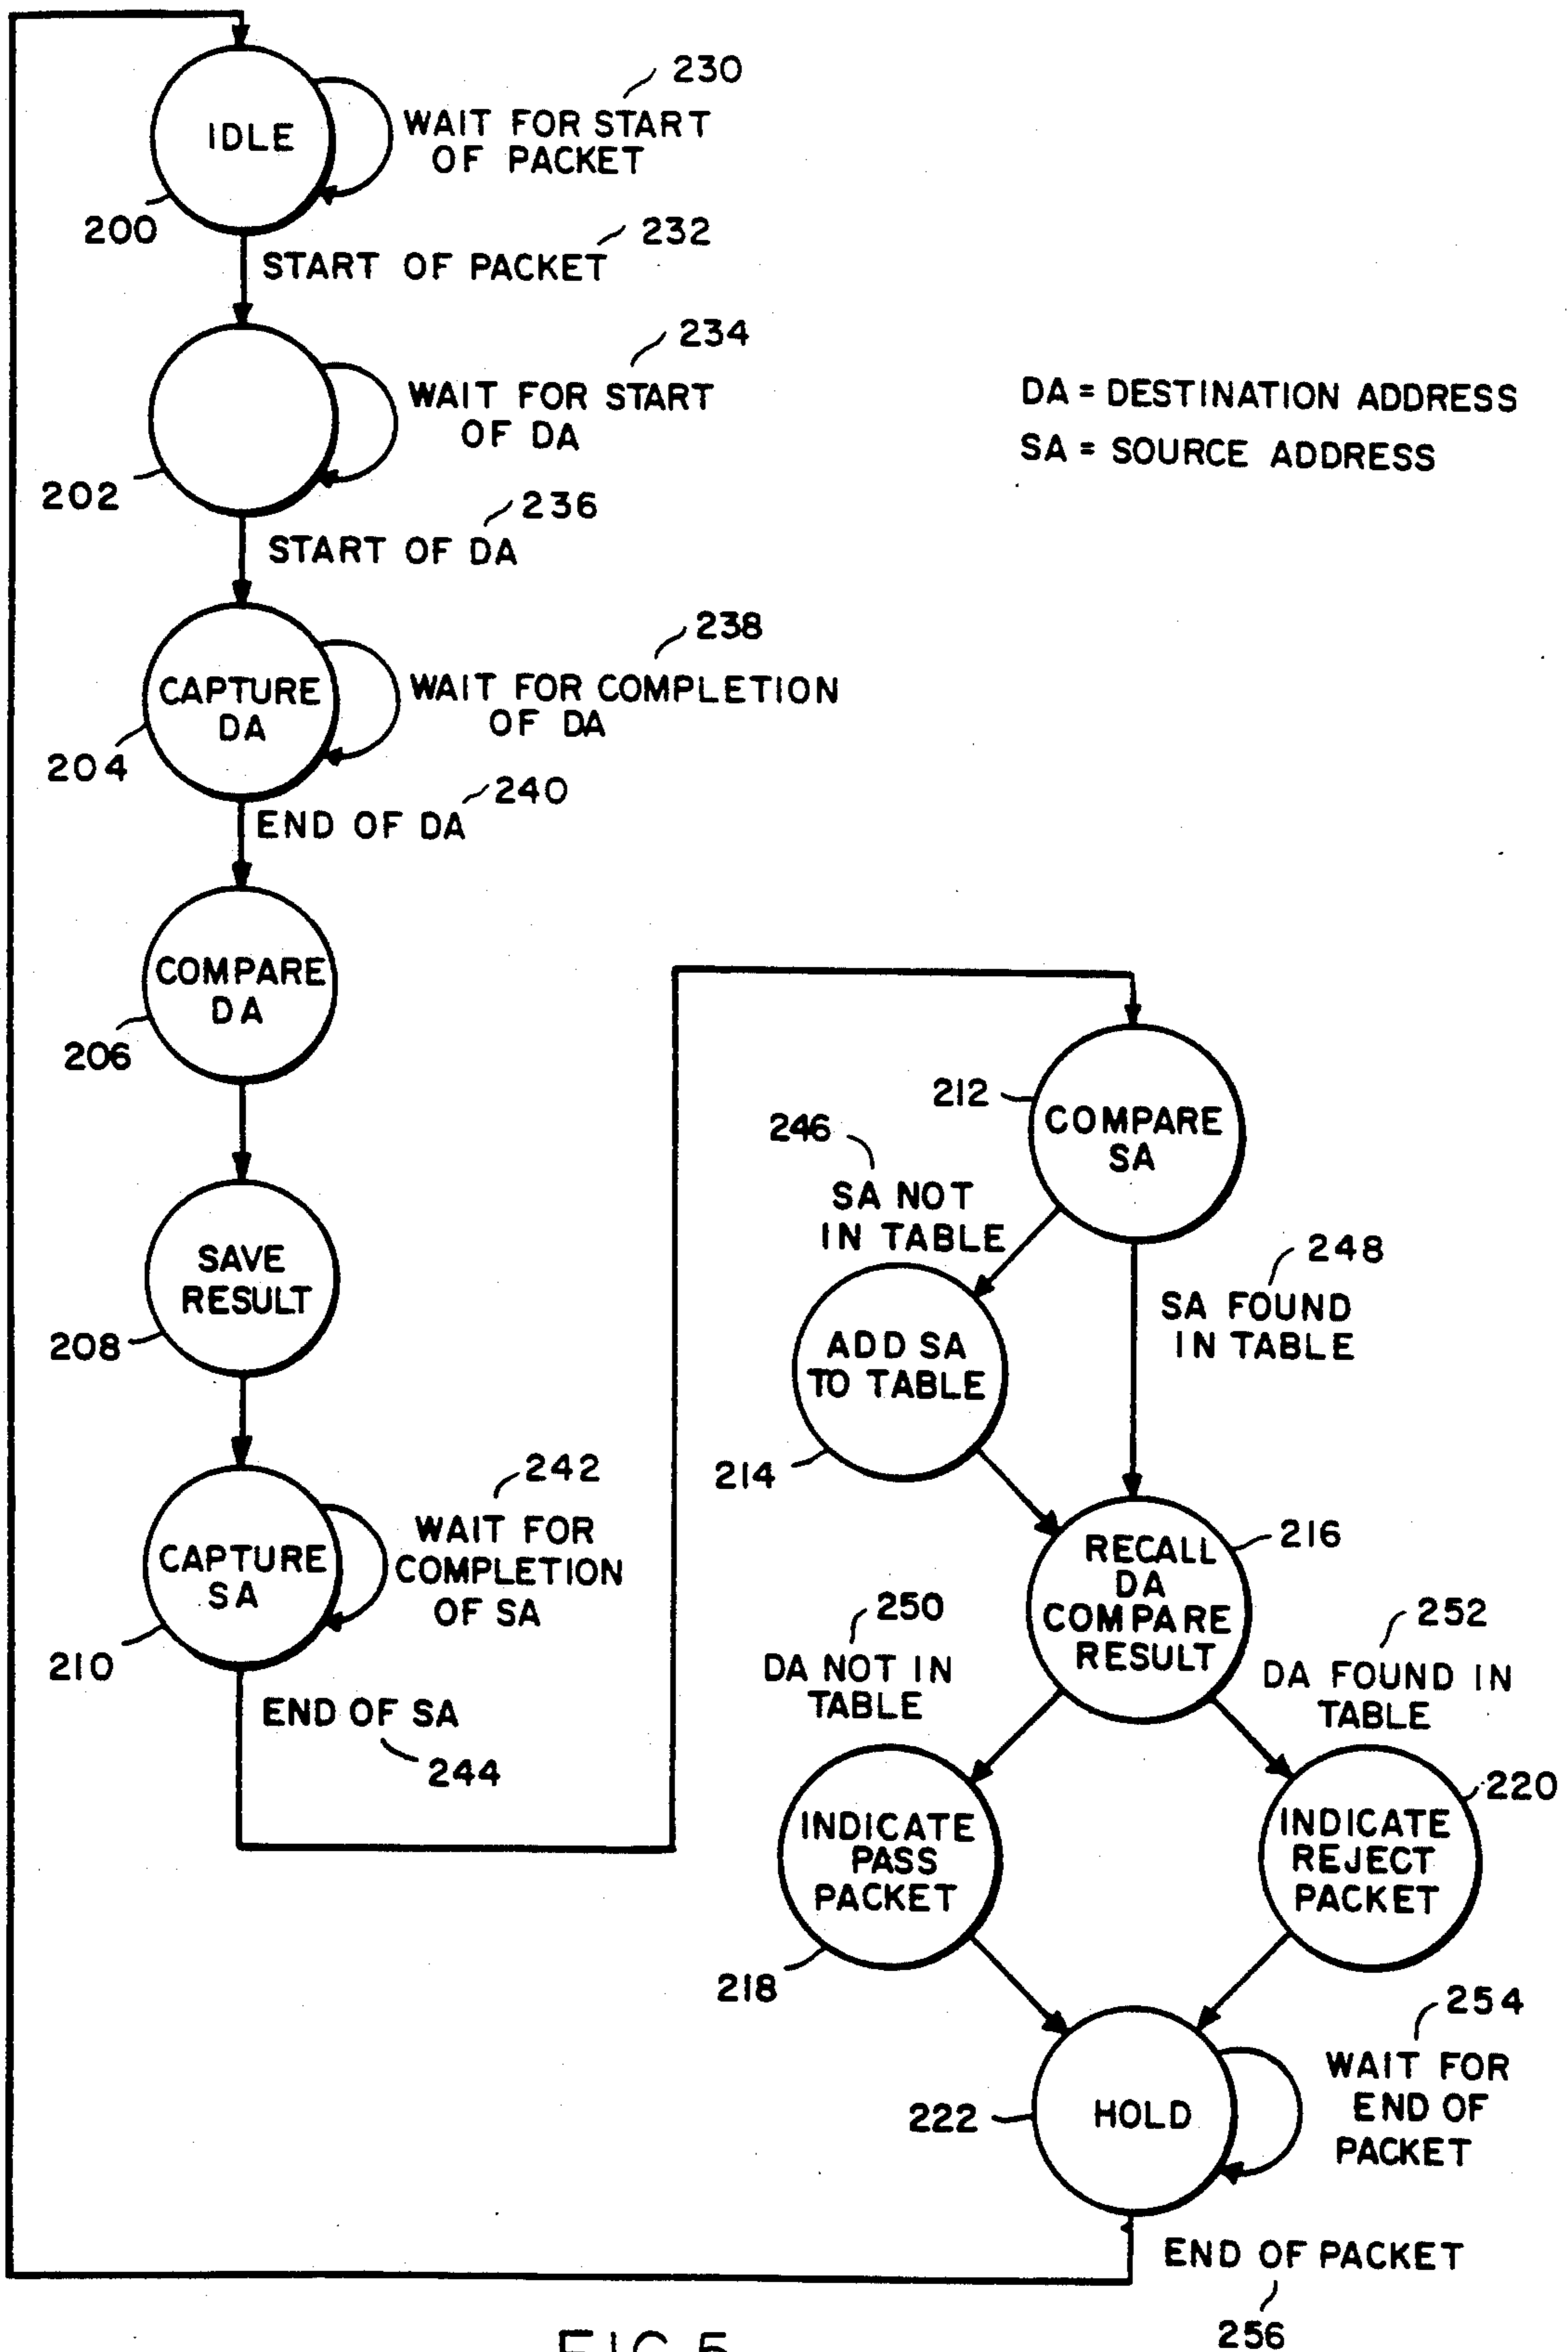 230
WAIT FOR START
OF PACKET
IDLE
200
232
START OF PACKET
234
WAIT FOR START
OF DA
202
DA = DESTINATION ADDRESS
SA = SOURCE ADDRESS
236
START OF DA
238
WAIT FOR COMPLETION
OF DA
CAPTURE
DA
204
240
END OF DA
COMPARE
DA
206
SAVE
RESULT
208
242
WAIT FOR
COMPLETION
OF SA
CAPTURE
SA
210
END OF SA
244
212
COMPARE
SA
246
SA NOT
IN TABLE
248
SA FOUND
IN TABLE
ADD SA
TO TABLE
214
216
RECALL
DA
COMPARE
RESULT
250
DA NOT IN
TABLE
252
DA FOUND IN
TABLE
INDICATE
PASS
PACKET
218
220
INDICATE
REJECT
PACKET
254
WAIT FOR
END OF
PACKET
222
HOLD
END OF PACKET
256
FIG.5